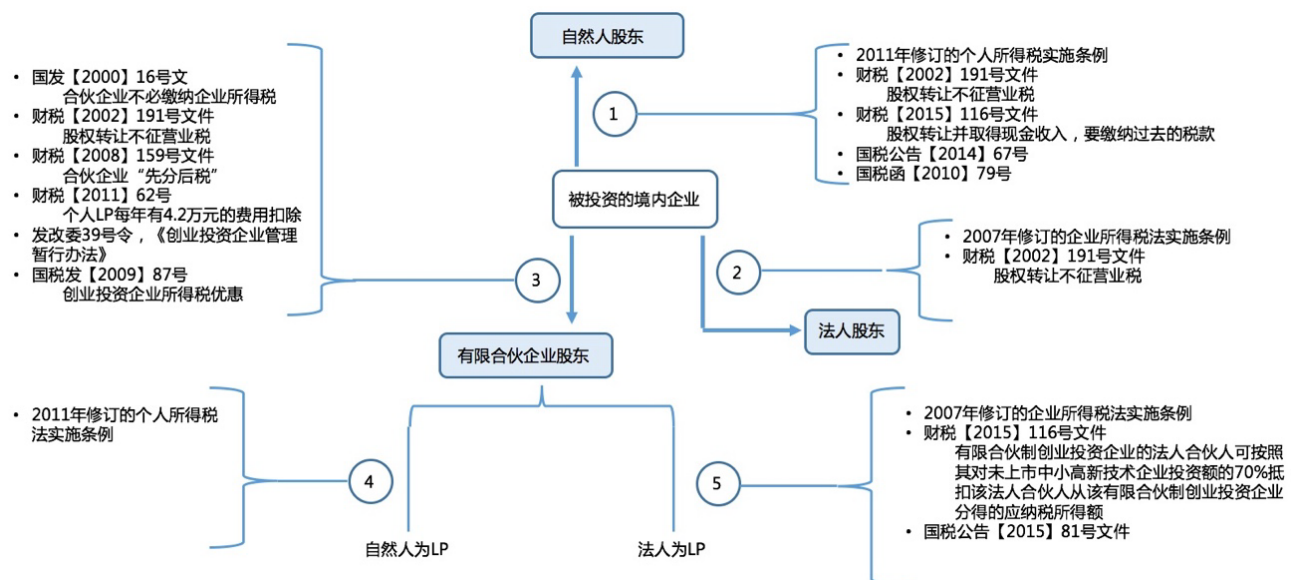 自然人股东
• 国发【2000】16号文
合伙企业不必缴纳企业所得税
• 财税【2002】191号文件
股权转让不征营业税
• 财税【2008】159号文件
合伙企业“先分后税”
• 财税【2011】62号
个人LP每年有4.2万元的费用扣除
• 发改委39号令，《创业投资企业管理
暂行办法》
• 国税发【2009】87号
创业投资企业所得税优惠
1
• 2011年修订的个人所得税实施条例
• 财税【2002】191号文件
股权转让不征营业税
• 财税【2015】116号文件
股权转让并取得现金收入，要缴纳过去的税款
• 国税公告【2014】67号
• 国税函【2010】79号
被投资的境内企业
3
2
• 2007年修订的企业所得税法实施条例
• 财税【2002】191号文件
股权转让不征营业税
法人股东
有限合伙企业股东
• 2011年修订的个人所得税
法实施条例
4
5
• 2007年修订的企业所得税法实施条例
• 财税【2015】116号文件
有限合伙制创业投资企业的法人合伙人可按照
其对未上市中小高新技术企业投资额的70%抵
扣该法人合伙人从该有限合伙制创业投资企业
分得的应纳税所得额
• 国税公告【2015】81号文件
自然人为LP
法人为LP